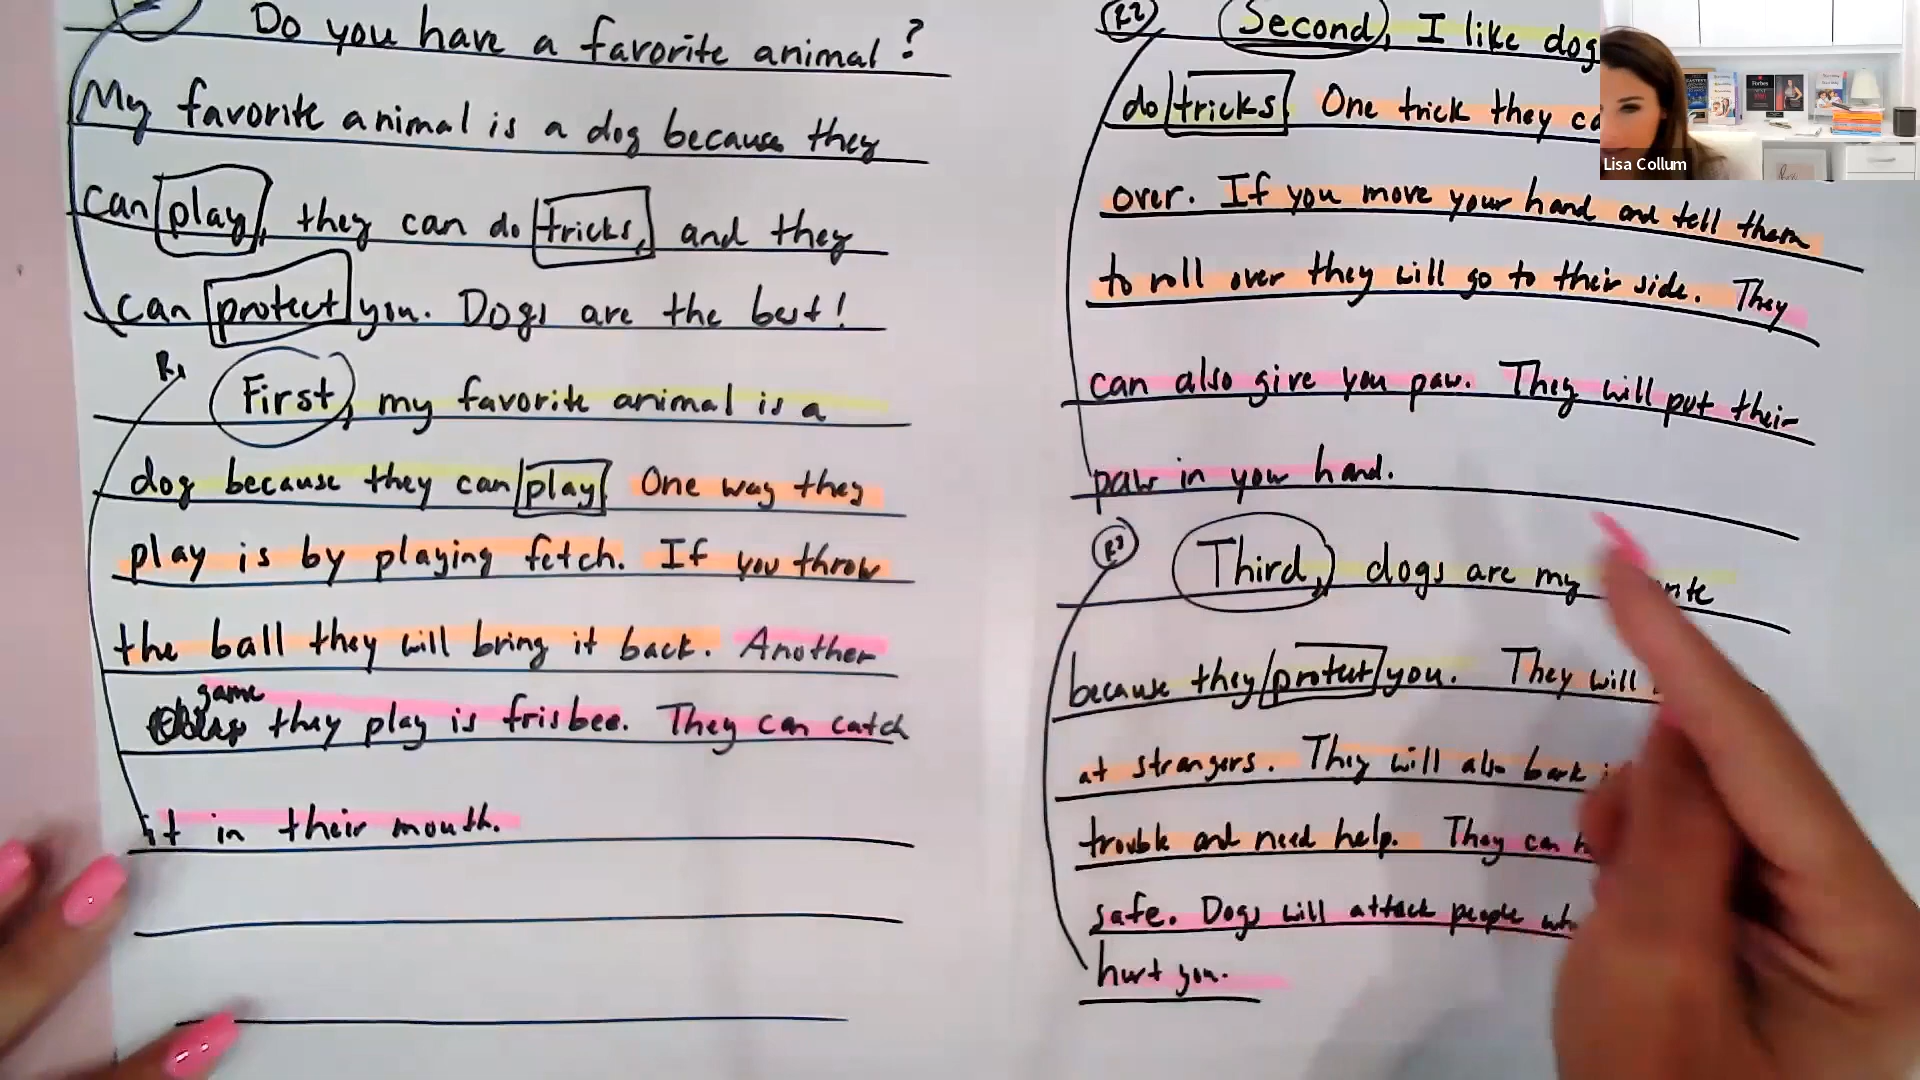 Do you have a favorite animal?
My favorite animal is a dog because they
can play, they can do tricks, and they
can protect you. Dogs are the best!
R1
First, my favorite animal is a
dog because they can play. One way they
play is by playing fetch. If you throw
the ball they will bring it back. Another
game
they play is frisbee. They can catch
it in their mouth.
R2
Second, I like dog
do tricks. One trick they ca
over. If you move your hand and tell them
to roll over they will go to their side. They
can also give you paw. They will put their
paw in your hand.
R3
Third, dogs are my
because they protect you. They will
at strangers. They will also bark
trouble and need help. They can
safe. Dogs will attack people
hurt you.
Lisa Collum